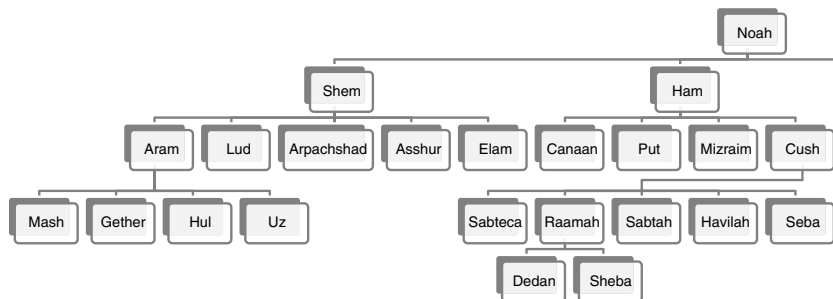 Noah
Shem Ham
Aram Lud Arpachshad Asshur Elam Canaan Put Mizraim Cush
Mash Gether Hul Uz Sabteca Raamah Sabtah Havilah Seba
Dedan Sheba